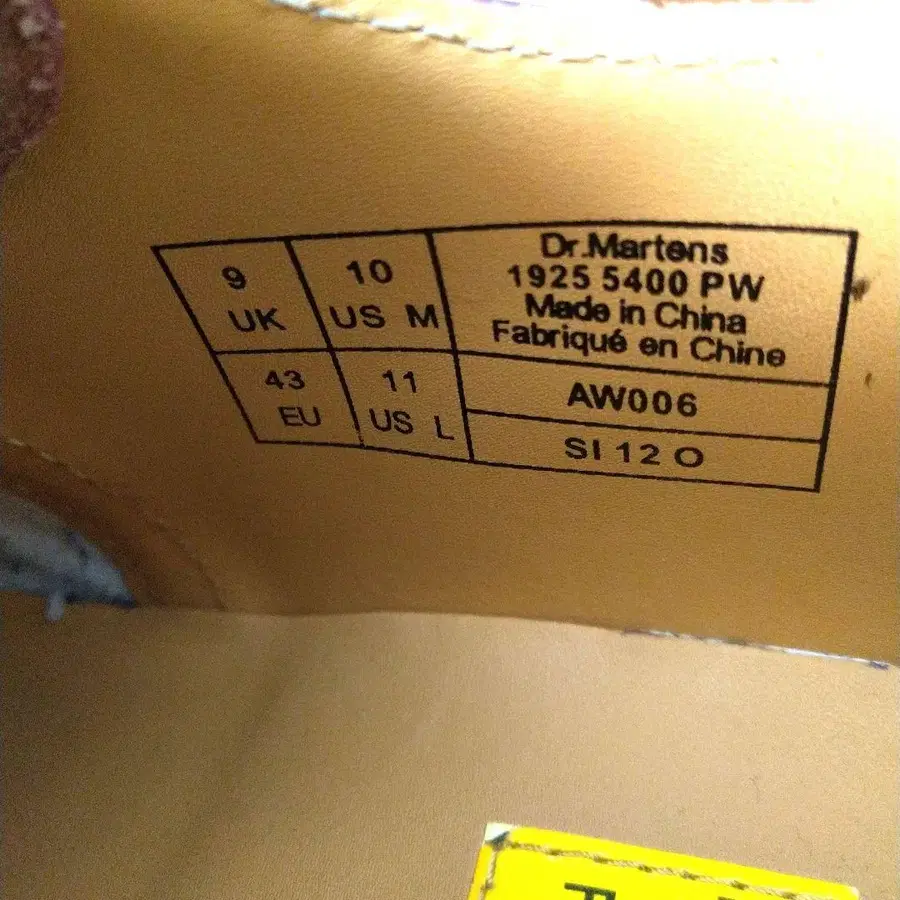 9
UK
10
US M
43
EU
11
US L
Dr.Martens
1925 5400 PW
Made in China
Fabriqué en Chine
AW006
SI 12 O